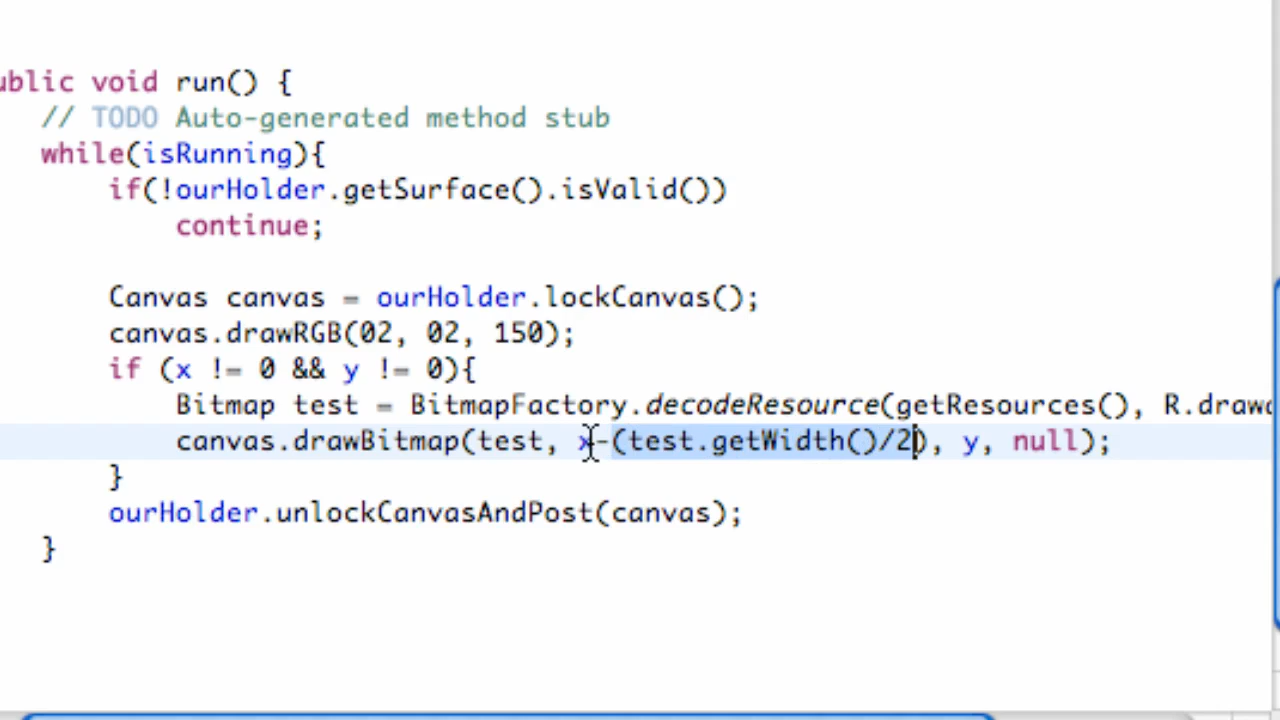 ublic void run() {
// TODO Auto-generated method stub
while(isRunning){
if(!ourHolder.getSurface().isValid())
continue;
Canvas canvas = ourHolder.lockCanvas();
canvas.drawRGB(02, 02, 150);
if (x != 0 && y != 0){
Bitmap test = BitmapFactory.decodeResource(getResources(), R.draw
canvas.drawBitmap(test, x-(test.getWidth()/2), y, null);
}
ourHolder.unlockCanvasAndPost(canvas);
}